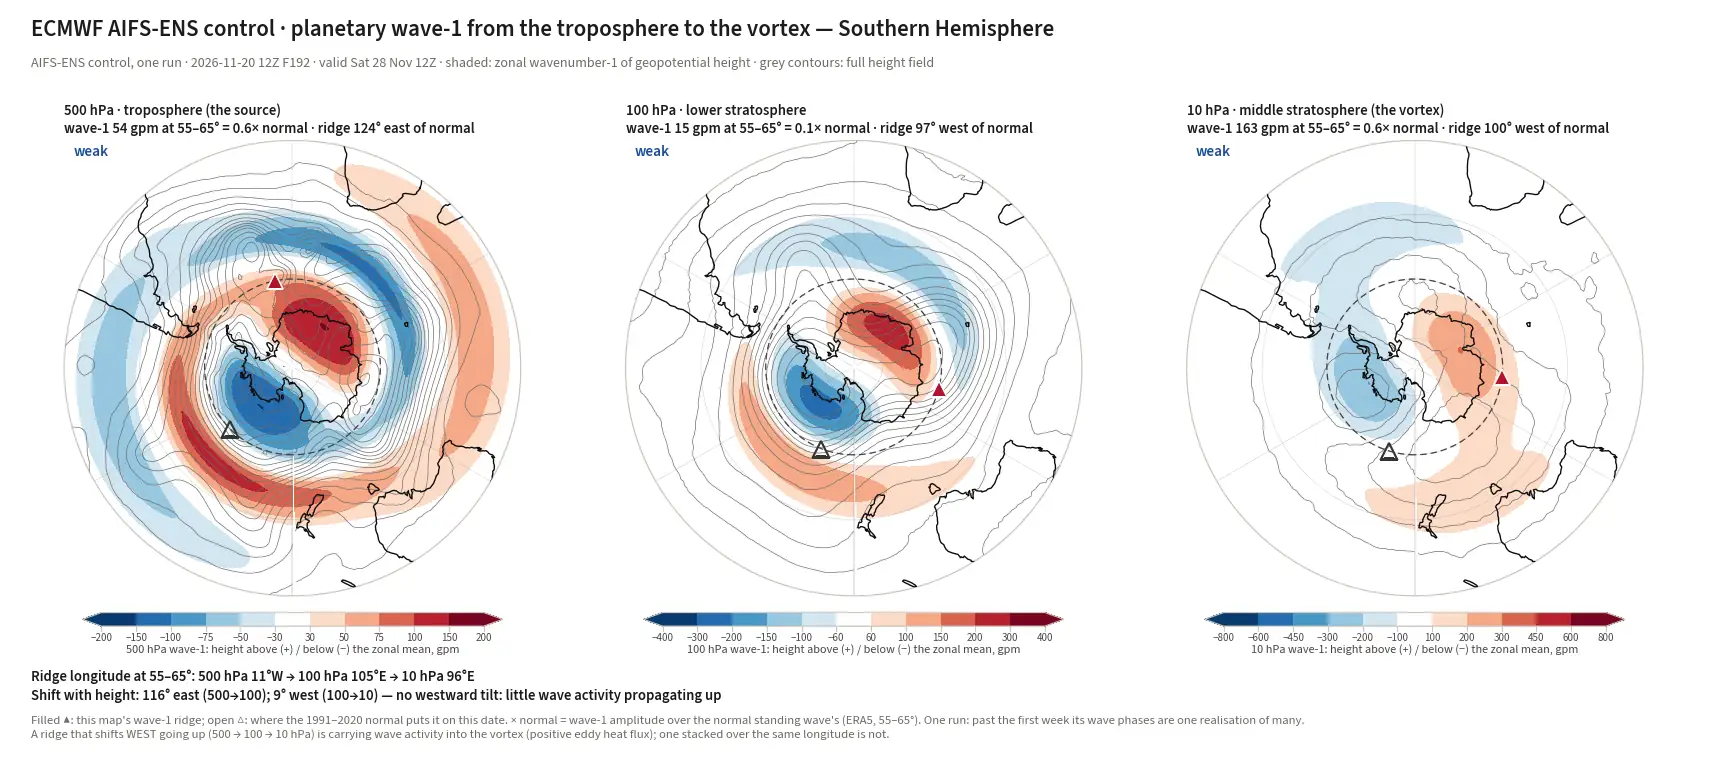 ECMWF AIFS-ENS control · planetary wave-1 from the troposphere to the vortex — Southern Hemisphere
AIFS-ENS control, one run · 2026-11-20 12Z F192 · valid Sat 28 Nov 12Z · shaded: zonal wavenumber-1 of geopotential height · grey contours: full height field
500 hPa · troposphere (the source)
wave-1 54 gpm at 55–65° = 0.6× normal · ridge 124° east of normal
weak
100 hPa · lower stratosphere
wave-1 15 gpm at 55–65° = 0.1× normal · ridge 97° west of normal
weak
10 hPa · middle stratosphere (the vortex)
wave-1 163 gpm at 55–65° = 0.6× normal · ridge 100° west of normal
weak
−200 −150 −100 −75 −50 −30 30 50 75 100 150 200
500 hPa wave-1: height above (+) / below (−) the zonal mean, gpm
−400 −300 −200 −150 −100 −60 60 100 150 200 300 400
100 hPa wave-1: height above (+) / below (−) the zonal mean, gpm
−800 −600 −450 −300 −200 −100 100 200 300 450 600 800
10 hPa wave-1: height above (+) / below (−) the zonal mean, gpm
Ridge longitude at 55–65°: 500 hPa 11°W → 100 hPa 105°E → 10 hPa 96°E
Shift with height: 116° east (500→100); 9° west (100→10) — no westward tilt: little wave activity propagating up
Filled ▲: this map's wave-1 ridge; open △: where the 1991–2020 normal puts it on this date. × normal = wave-1 amplitude over the normal standing wave's (ERA5, 55–65°). One run: past the first week its wave phases are one realisation of many.
A ridge that shifts WEST going up (500 → 100 → 10 hPa) is carrying wave activity into the vortex (positive eddy heat flux); one stacked over the same longitude is not.